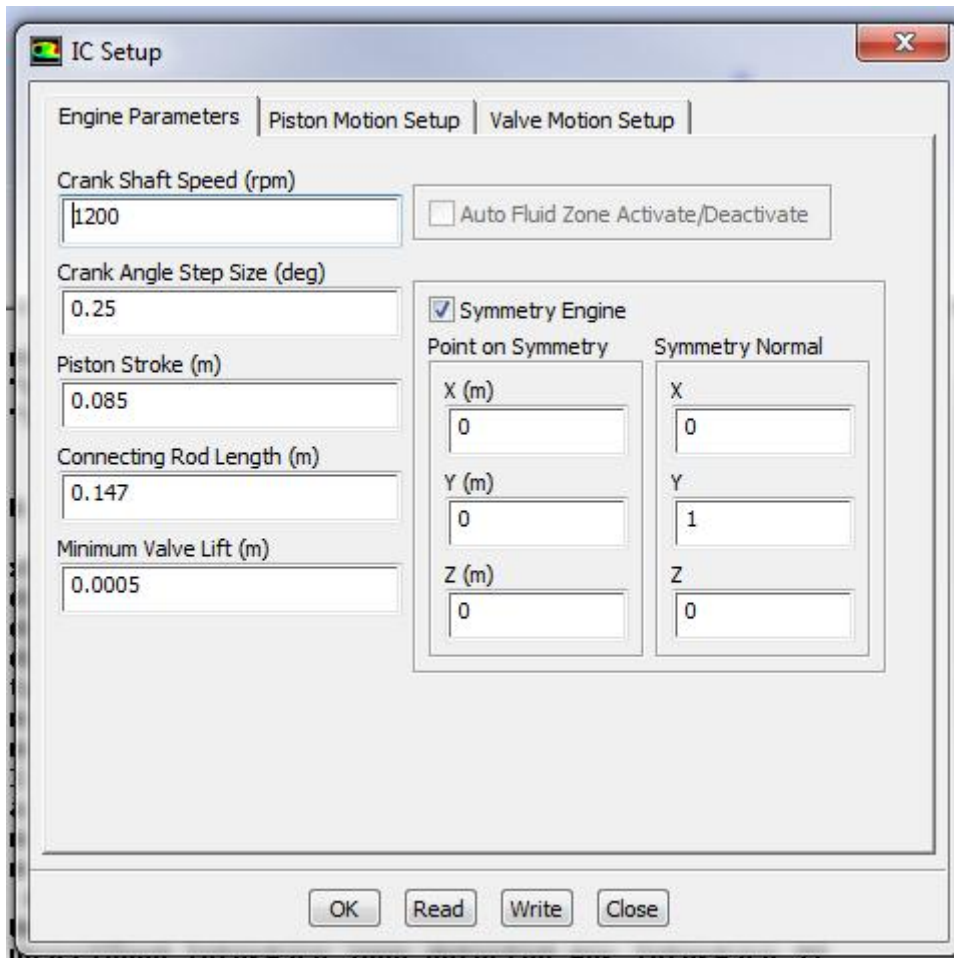 IC Setup
Engine Parameters
Piston Motion Setup
Valve Motion Setup
Crank Shaft Speed (rpm)
1200
Crank Angle Step Size (deg)
0.25
Piston Stroke (m)
0.085
Connecting Rod Length (m)
0.147
Minimum Valve Lift (m)
0.0005
Auto Fluid Zone Activate/Deactivate
Symmetry Engine
Point on Symmetry
X (m)
0
Y (m)
0
Z (m)
0
Symmetry Normal
X
0
Y
1
Z
0
OK
Read
Write
Close